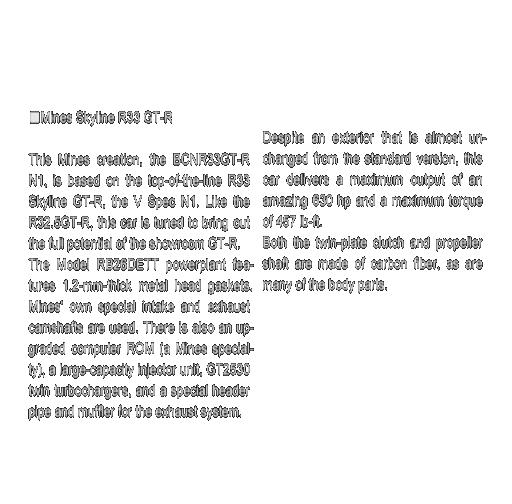 Mines Skyline R33 GT-R
This Mines creation, the BCNR33GT-R
N1, is based on the top-of-the-line R33
Skyline GT-R, the V Spec N1. Like the
R32.5GT-R, this car is tuned to bring out
the full potential of the showroom GT-R.
The Model RB26DETT powerplant fea-
tures 1.2-mm-thick metal head gaskets.
Mines' own special intake and exhaust
camshafts are used. There is also an up-
graded computer ROM (a Mines special-
ty), a large-capacity injector unit, GT2530
twin turbochargers, and a special header
pipe and muffler for the exhaust system.
Despite an exterior that is almost un-
changed from the standard version, this
car delivers a maximum output of an
amazing 630 hp and a maximum torque
of 457 lb-ft.
Both the twin-plate clutch and propeller
shaft are made of carbon fiber, as are
many of the body parts.